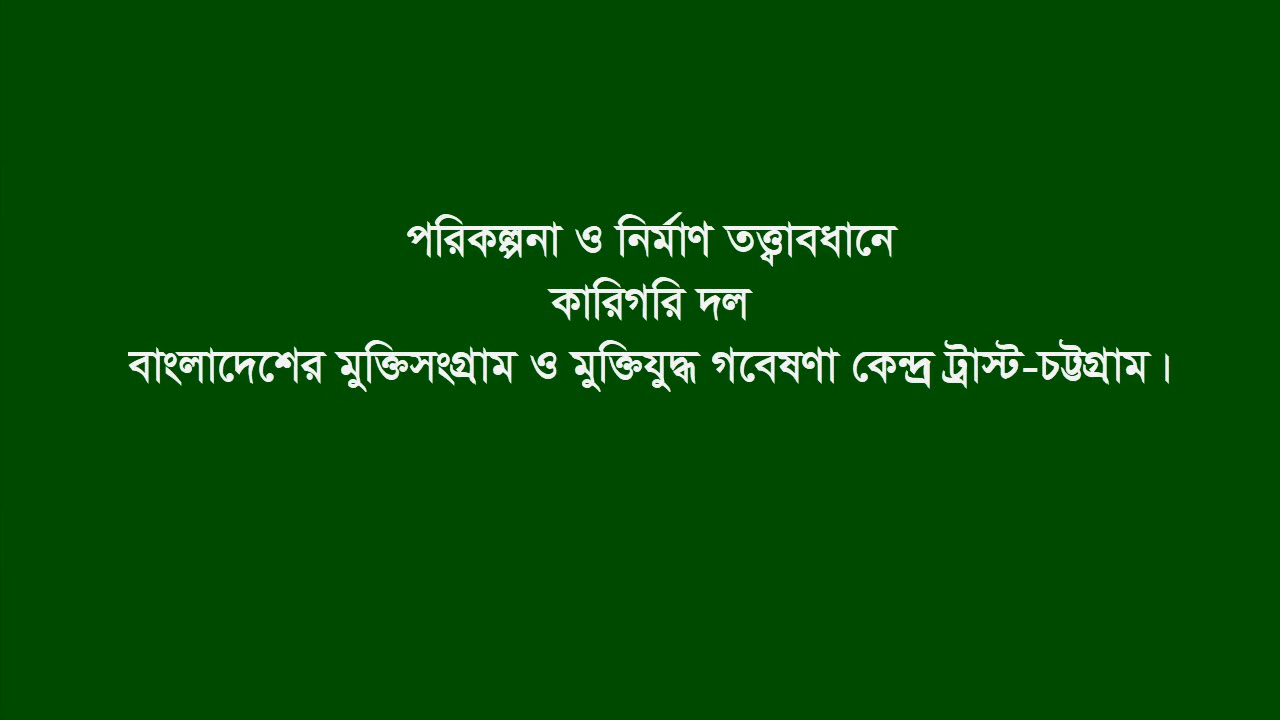 পরিকল্পনা ও নির্মাণ তত্ত্বাবধানে
কারিগরি দল
বাংলাদেশের মুক্তিসংগ্রাম ও মুক্তিযুদ্ধ গবেষণা কেন্দ্র ট্রাস্ট-চট্টগ্রাম।